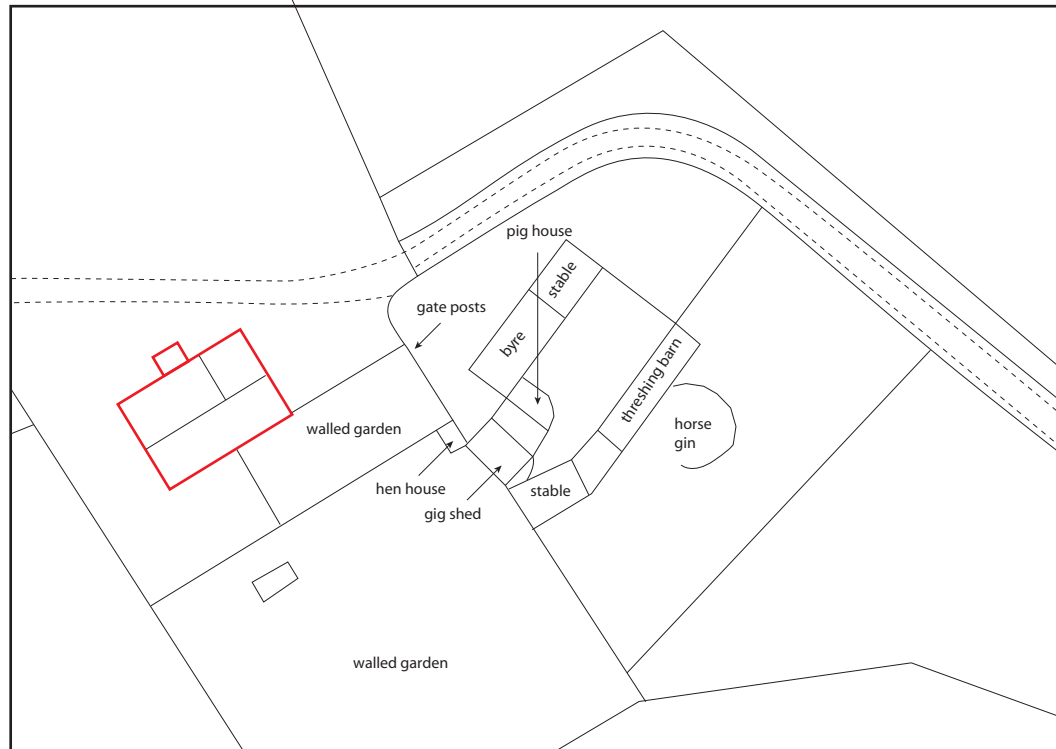 pig house
stable
gate posts
byre
threshing barn
horse
gin
walled garden
hen house
stable
gig shed
walled garden